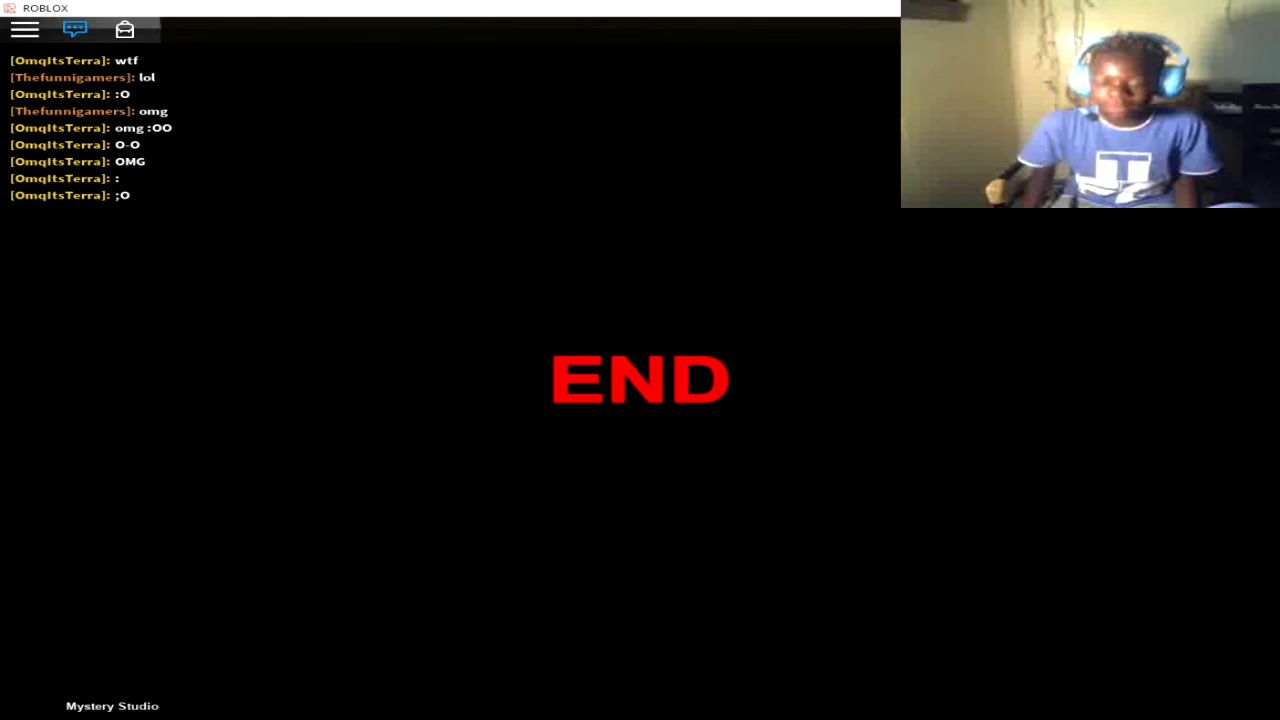 ROBLOX
[OmqItsTerra]: wtf
[Thefunnigamers]: lol
[OmqItsTerra]: :O
[Thefunnigamers]: omg
[OmqItsTerra]: omg :OO
[OmqItsTerra]: O-O
[OmqItsTerra]: OMG
[OmqItsTerra]: :
[OmqItsTerra]: ;O
END
Mystery Studio